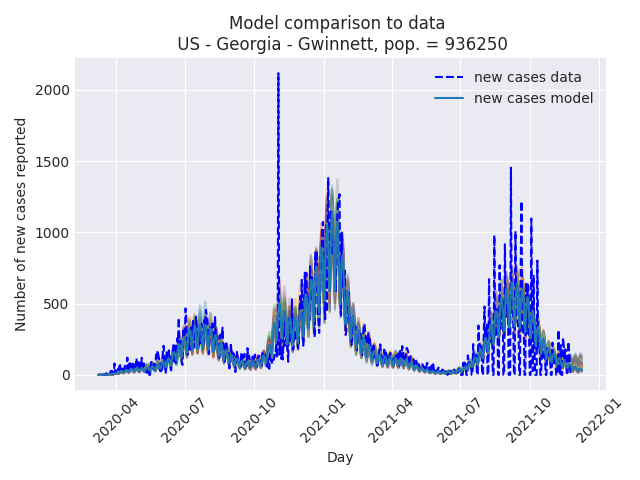 Model comparison to data
US - Georgia - Gwinnett, pop. = 936250
new cases data
new cases model
Number of new cases reported
2000
1500
1000
500
0
2020-04
2020-07
2020-10
2021-01
2021-04
2021-07
2021-10
2022-01
Day